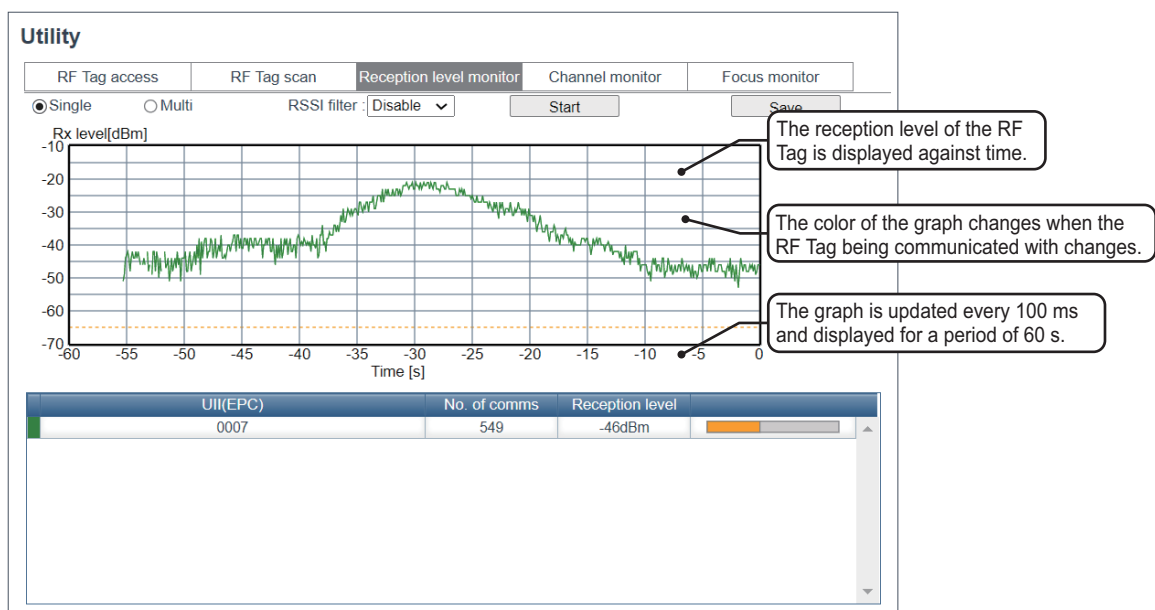 Utility
RF Tag access RF Tag scan Reception level monitor Channel monitor Focus monitor
Single Multi RSSI filter : Disable Start Save
Rx level[dBm]
-10
-20
-30
-40
-50
-60
-70
-60 -55 -50 -45 -40 -35 -30 -25 -20 -15 -10 -5 0
Time [s]
The reception level of the RF
Tag is displayed against time.
The color of the graph changes when the
RF Tag being communicated with changes.
The graph is updated every 100 ms
and displayed for a period of 60 s.
UII(EPC) No. of comms Reception level
0007 549 -46dBm